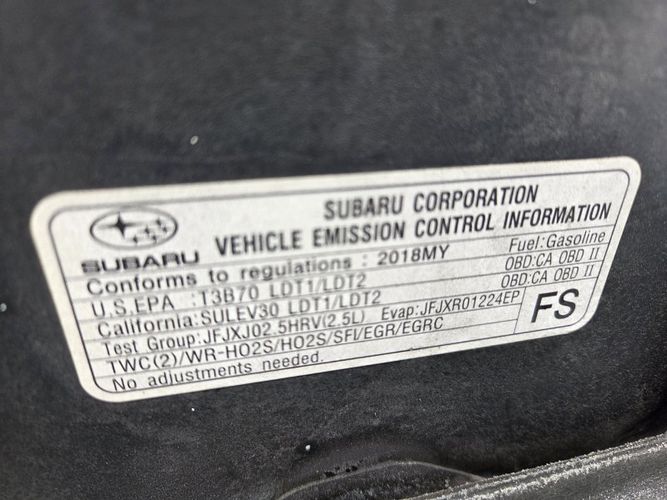 SUBARU CORPORATION
SUBARU
VEHICLE EMISSION CONTROL INFORMATION
Conforms to regulations : 2018MY
Fuel:Gasoline
U.S.EPA :T3B70 LDT1/LDT2
OBD:CA OBD II
California:SULEV30 LDT1/LDT2
OBD:CA OBD II
Test Group:JFJXJ02.5HRV(2.5L) Evap:JFJXR01224EP
TWC(2)/WR-HO2S/HO2S/SFI/EGR/EGRC
FS
No adjustments needed.